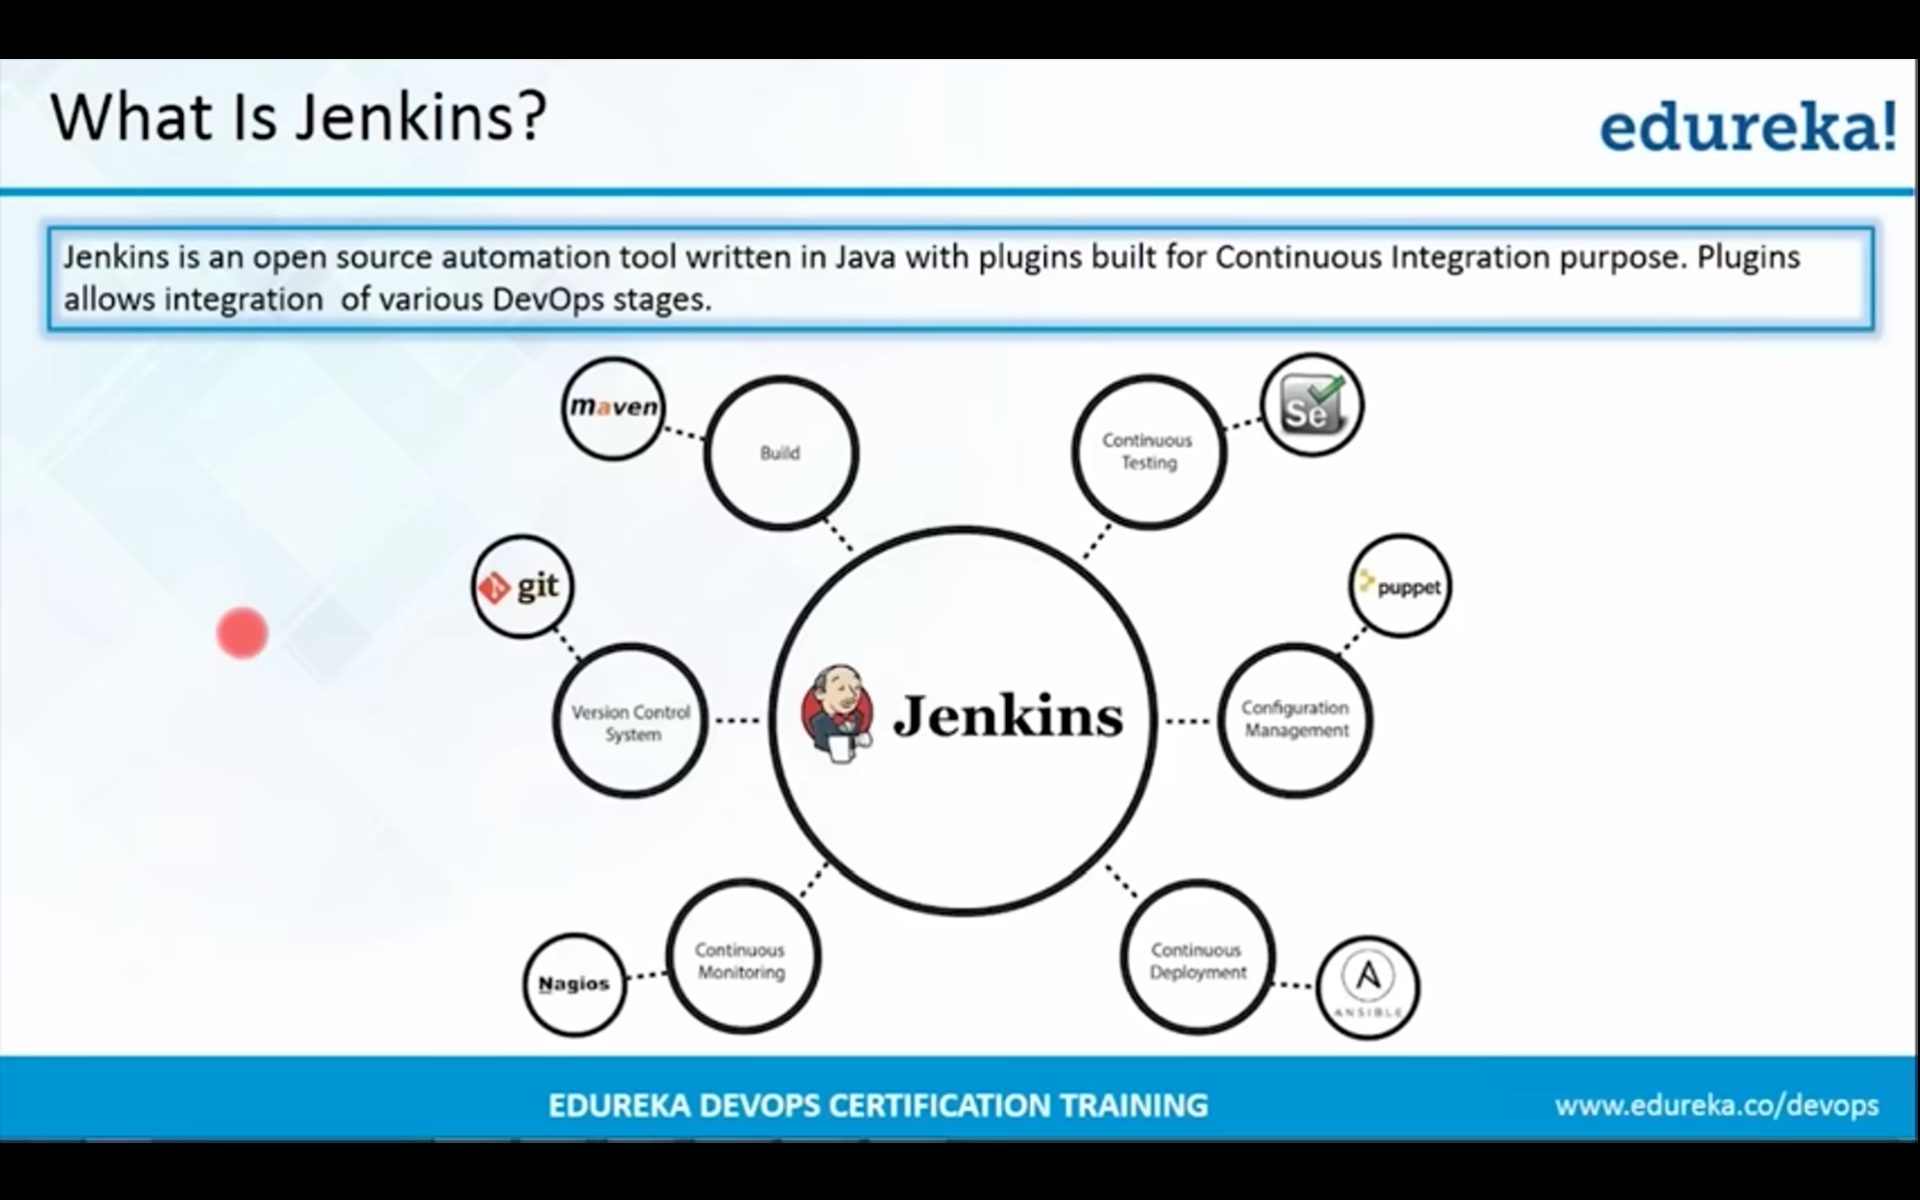 What Is Jenkins?
edureka!
Jenkins is an open source automation tool written in Java with plugins built for Continuous Integration purpose. Plugins
allows integration of various DevOps stages.
maven
Build
Continuous
Testing
Se
git
puppet
Version Control
System
Jenkins
Configuration
Management
Nagios
Continuous
Monitoring
Continuous
Deployment
ANSIBLE
EDUREKA DEVOPS CERTIFICATION TRAINING
www.edureka.co/devops